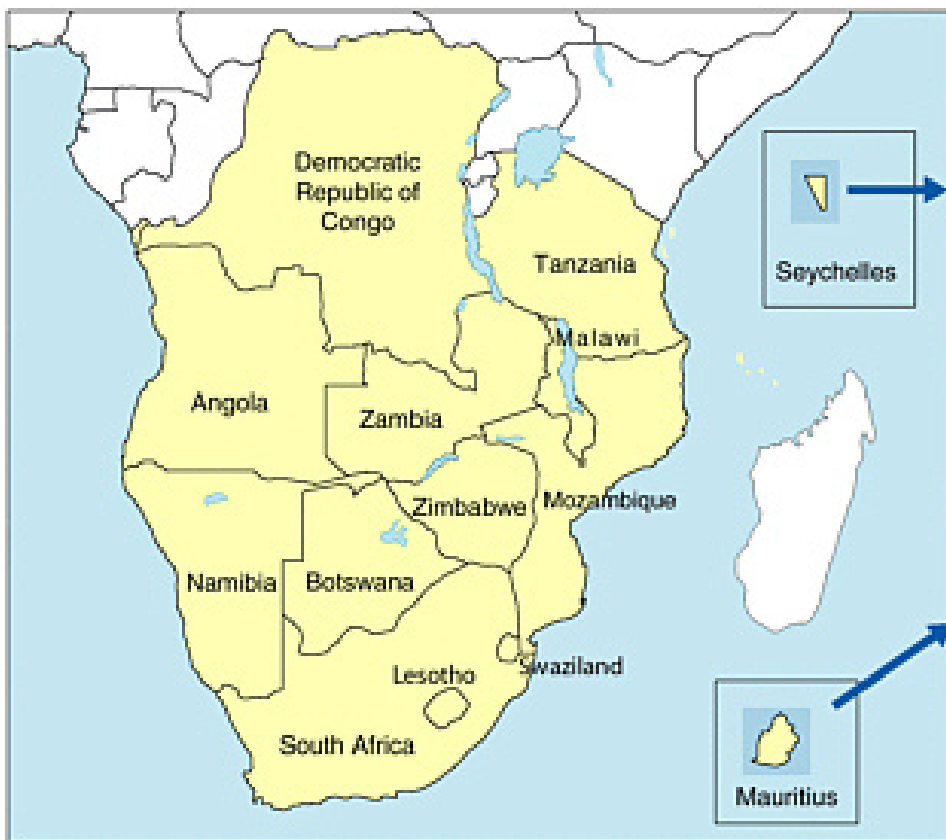 Democratic
Republic of
Congo
Tanzania
Seychelles
Malawi
Angola
Zambia
Zimbabwe
Mozambique
Namibia
Botswana
Swaziland
Lesotho
South Africa
Mauritius